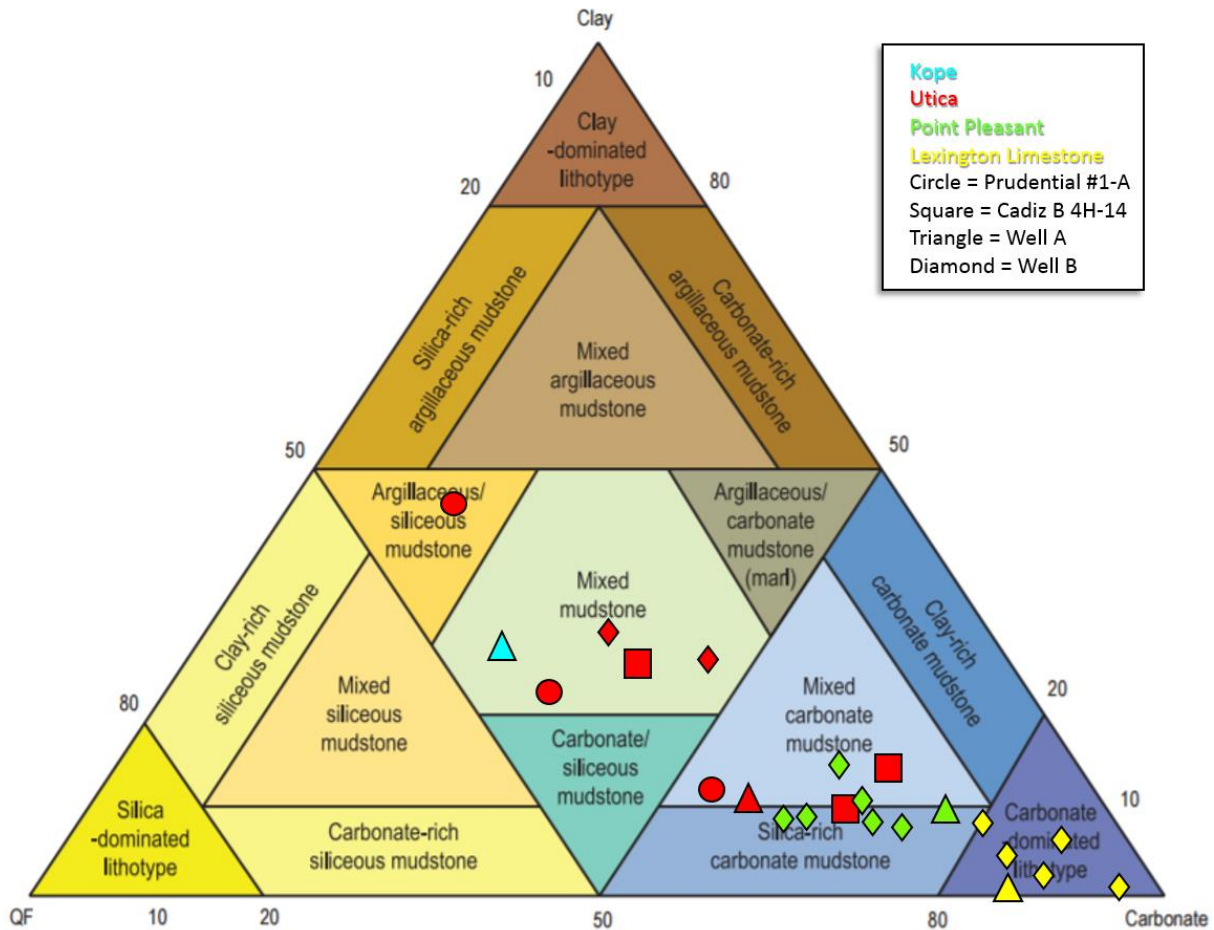 Clay
10
Clay
-dominated
lithotype
20
80
Kope
Utica
Point Pleasant
Lexington Limestone
Circle = Prudential #1-A
Square = Cadiz B 4H-14
Triangle = Well A
Diamond = Well B
Silica-rich
argillaceous mudstone
Mixed
argillaceous
mudstone
Carbonate-rich
argillaceous mudstone
50
50
Argillaceous/
siliceous
mudstone
Argillaceous/
carbonate
mudstone
(marl)
Mixed
mudstone
Clay-rich
siliceous mudstone
Clay-rich
carbonate mudstone
Mixed
siliceous
mudstone
Mixed
carbonate
mudstone
80
20
Carbonate/
siliceous
mudstone
10
Silica
-dominated
lithotype
Carbonate-rich
siliceous mudstone
Silica-rich
carbonate mudstone
Carbonate
-dominated
lithotype
QF
10
20
50
80
Carbonate